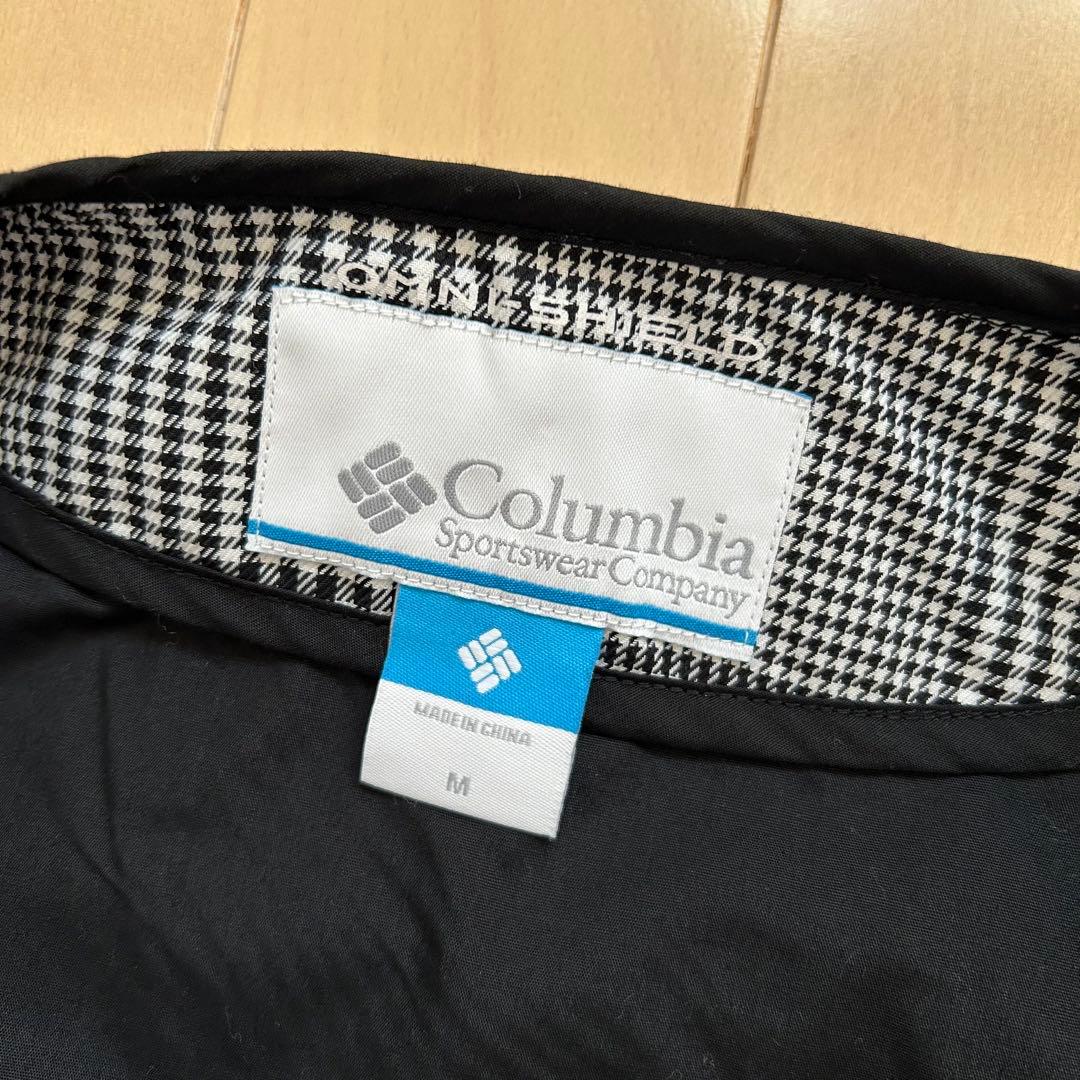 OMNI-SHIELD
Columbia
Sportswear Company
MADE IN CHINA
M